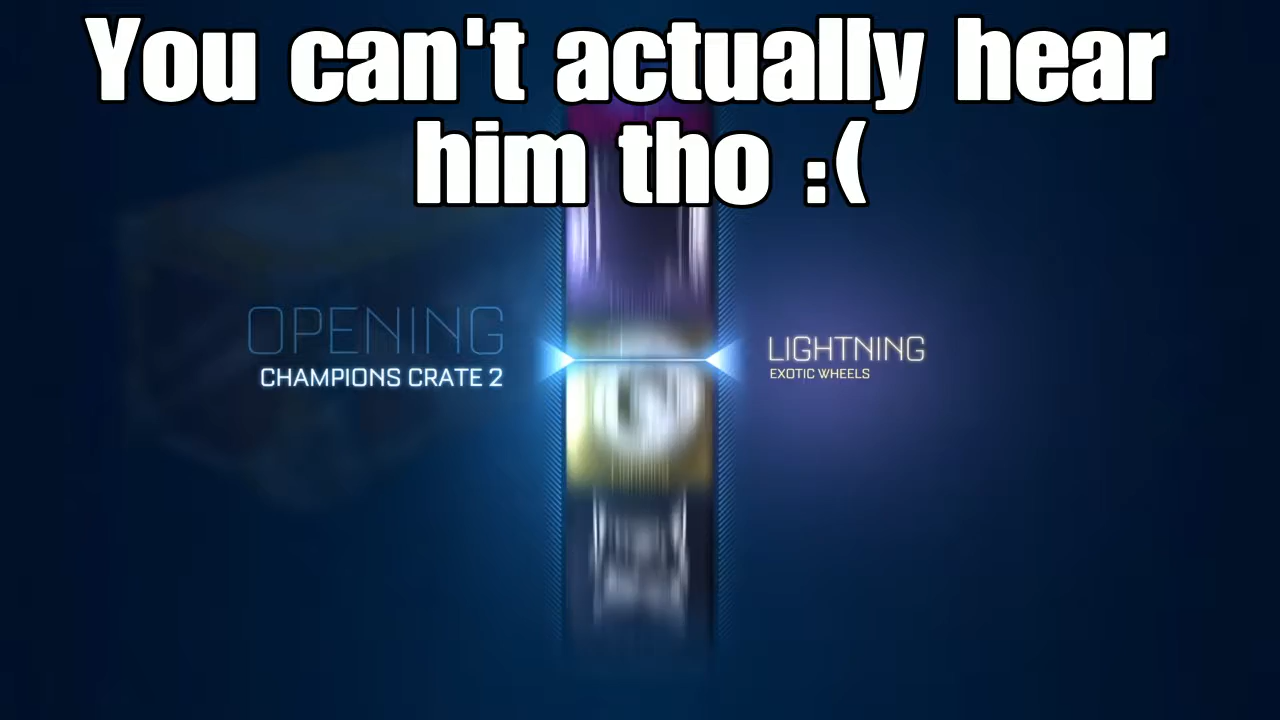 You can't actually hear
him tho :(
OPENING
CHAMPIONS CRATE 2
LIGHTNING
EXOTIC WHEELS